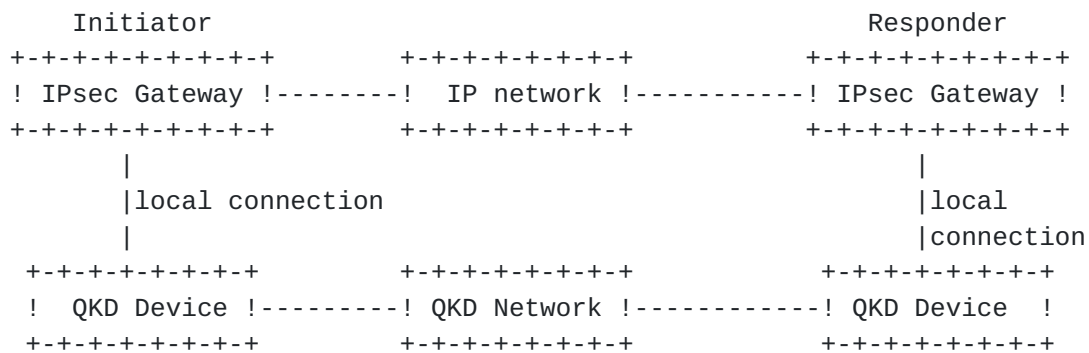 Initiator                                          Responder
+-+-+-+-+-+-+-+-+        +-+-+-+-+-+-+-+           +-+-+-+-+-+-+-+-+
! IPsec Gateway !--------!  IP network !-----------! IPsec Gateway !
+-+-+-+-+-+-+-+-+        +-+-+-+-+-+-+-+           +-+-+-+-+-+-+-+-+
       |                                                  |
       |local connection                                  |local
       |                                                  |connection
 +-+-+-+-+-+-+-+         +-+-+-+-+-+-+-+            +-+-+-+-+-+-+-+
 !  QKD Device !---------! QKD Network !------------! QKD Device  !
 +-+-+-+-+-+-+-+         +-+-+-+-+-+-+-+            +-+-+-+-+-+-+-+